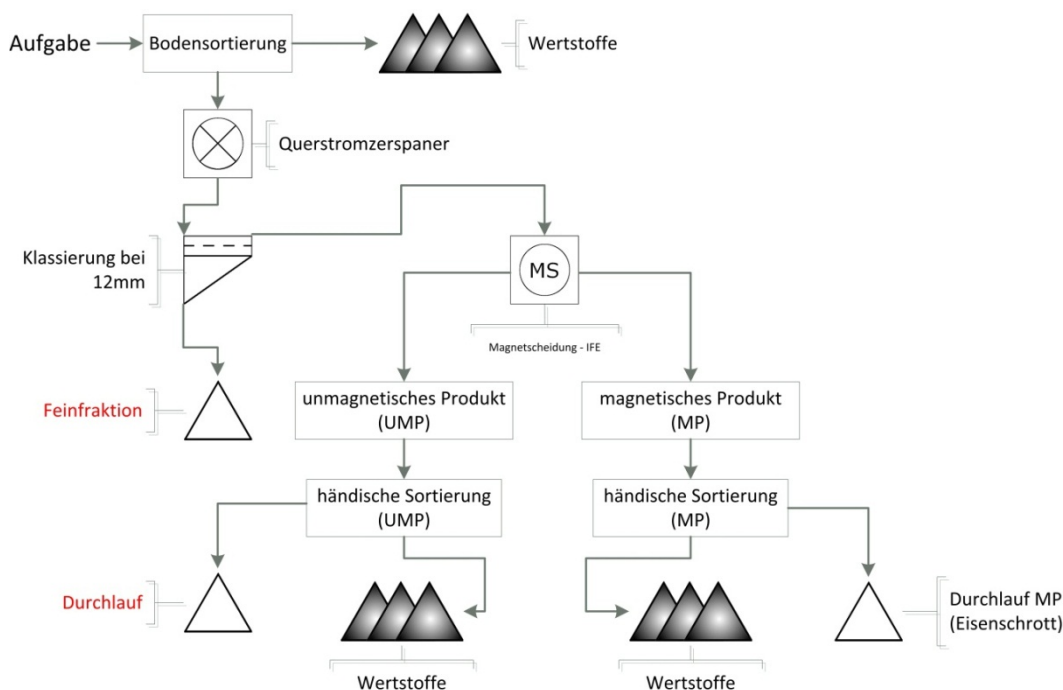 Aufgabe
Bodensortierung
Wertstoffe
Querstromzerspaner
Klassierung bei
12mm
MS
Magnetscheidung - IFE
Feinfraktion
unmagnetisches Produkt
(UMP)
magnetisches Produkt
(MP)
händische Sortierung
(UMP)
händische Sortierung
(MP)
Durchlauf
Durchlauf MP
(Eisenschrott)
Wertstoffe
Wertstoffe